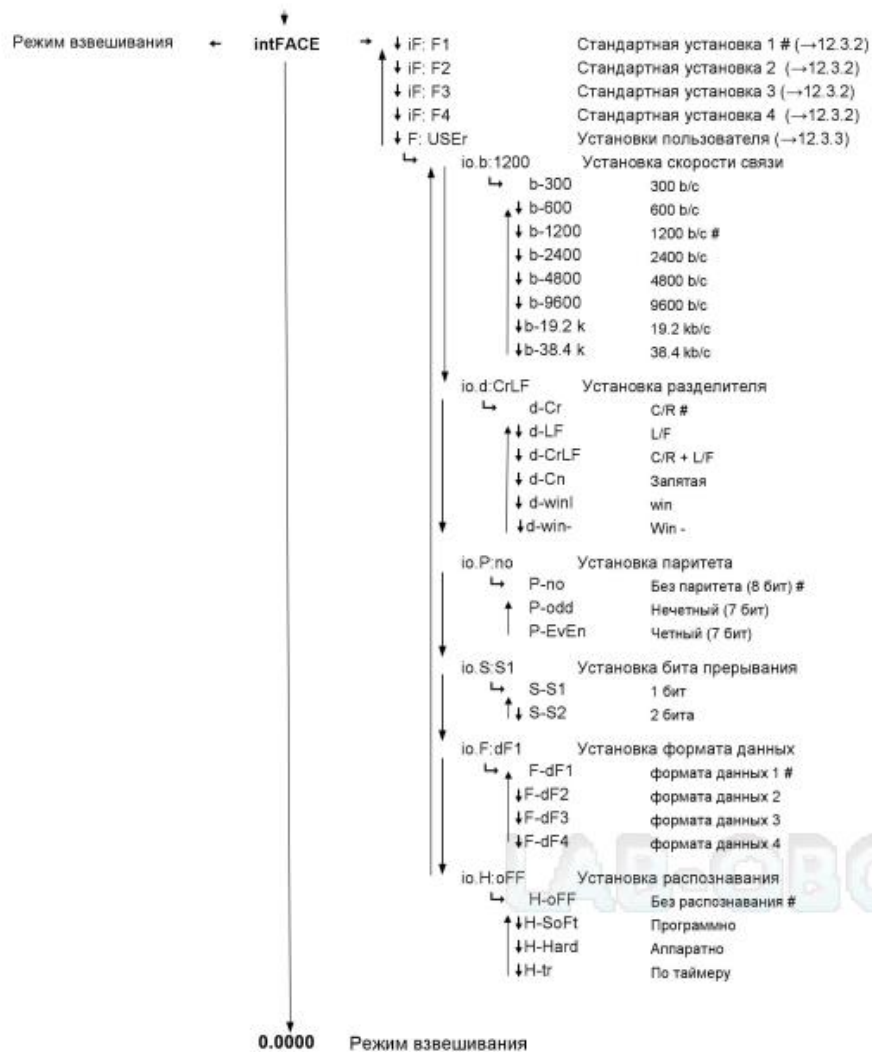 Режим взвешивания ← intFACE → ↓ iF: F1 Стандартная установка 1 # (→12.3.2)
↓ iF: F2 Стандартная установка 2 (→12.3.2)
↓ iF: F3 Стандартная установка 3 (→12.3.2)
↓ iF: F4 Стандартная установка 4 (→12.3.2)
↓ F: USEr Установки пользователя (→12.3.3)
io.b:1200 Установка скорости связи
b-300 300 b/c
↓ b-600 600 b/c
↓ b-1200 1200 b/c #
↓ b-2400 2400 b/c
↓ b-4800 4800 b/c
↓ b-9600 9600 b/c
↓b-19.2 k 19.2 kb/c
↓b-38.4 k 38.4 kb/c
io.d:CrLF Установка разделителя
d-Cr C/R #
↓ d-LF L/F
↓ d-CrLF C/R + L/F
↓ d-Cn Запятая
↓ d-winl win
↓d-win- Win -
io.P:no Установка паритета
P-no Без паритета (8 бит) #
P-odd Нечетный (7 бит)
P-EvEn Четный (7 бит)
io.S:S1 Установка бита прерывания
S-S1 1 бит
↓ S-S2 2 бита
io.F:dF1 Установка формата данных
F-dF1 формата данных 1 #
↓F-dF2 формата данных 2
↓F-dF3 формата данных 3
↓F-dF4 формата данных 4
io.H:oFF Установка распознавания
H-oFF Без распознавания #
↓H-SoFt Программно
↓H-Hard Аппаратно
↓H-tr По таймеру
0.0000 Режим взвешивания